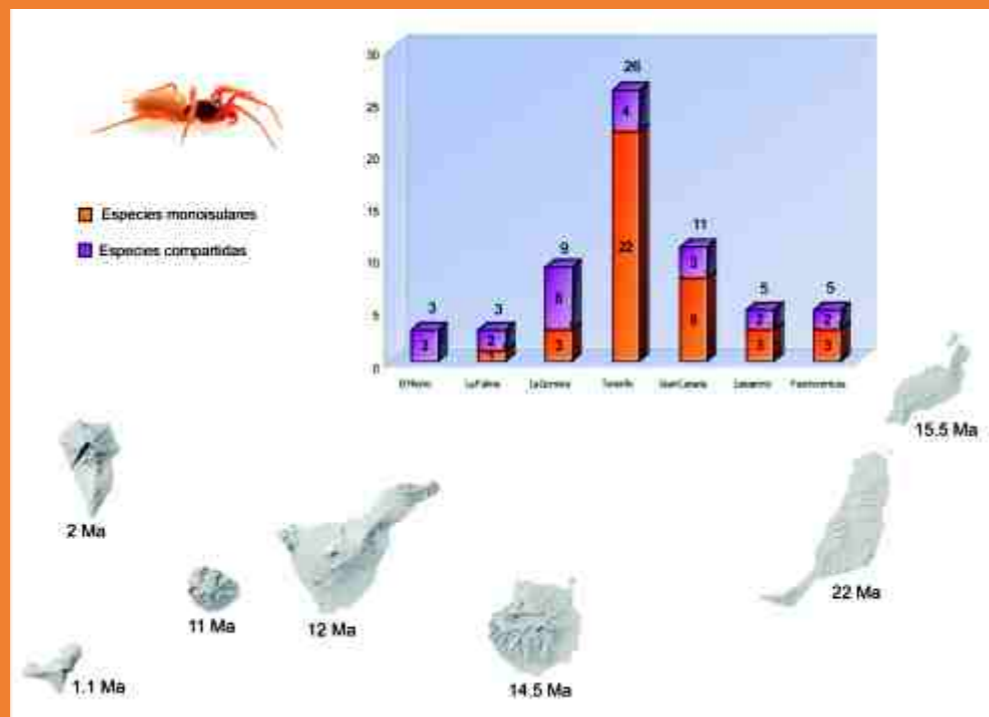 30
25
20
15
10
5
0
3
3
9
26
11
5
5
3
2
1
6
3
4
22
3
8
2
3
2
3
El Hierro
La Palma
La Gomera
Tenerife
Gran Canaria
Lanzarote
Fuerteventura
Especies monoisulares
Especies compartidas
15.5 Ma
2 Ma
22 Ma
11 Ma
12 Ma
1.1 Ma
14.5 Ma